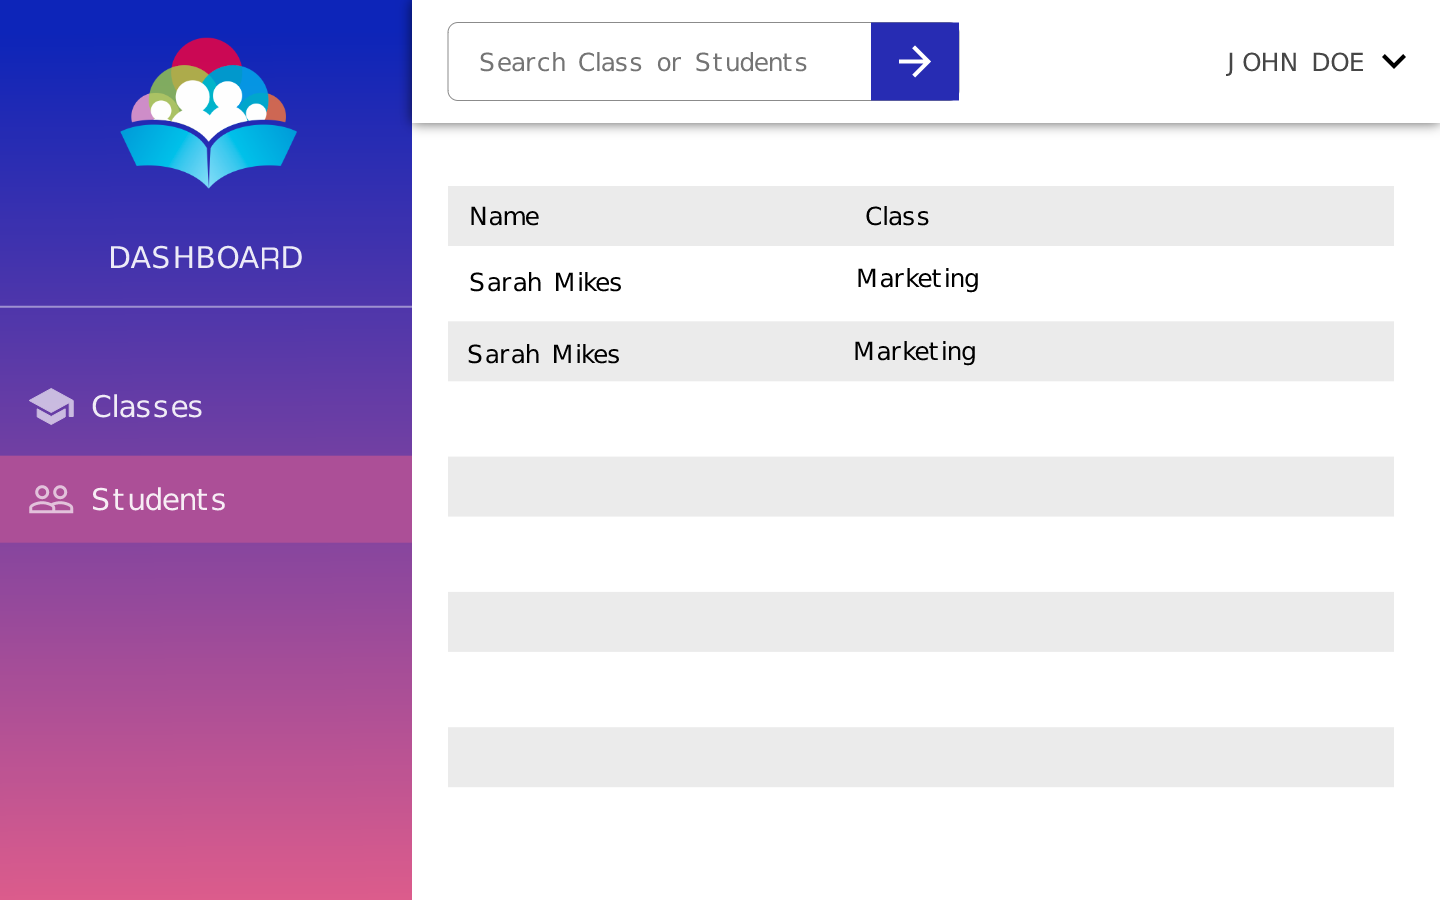 DASHBOARD
Classes
Students
Search Class or Students
JOHN DOE
Name Class
Sarah Mikes Marketing
Sarah Mikes Marketing